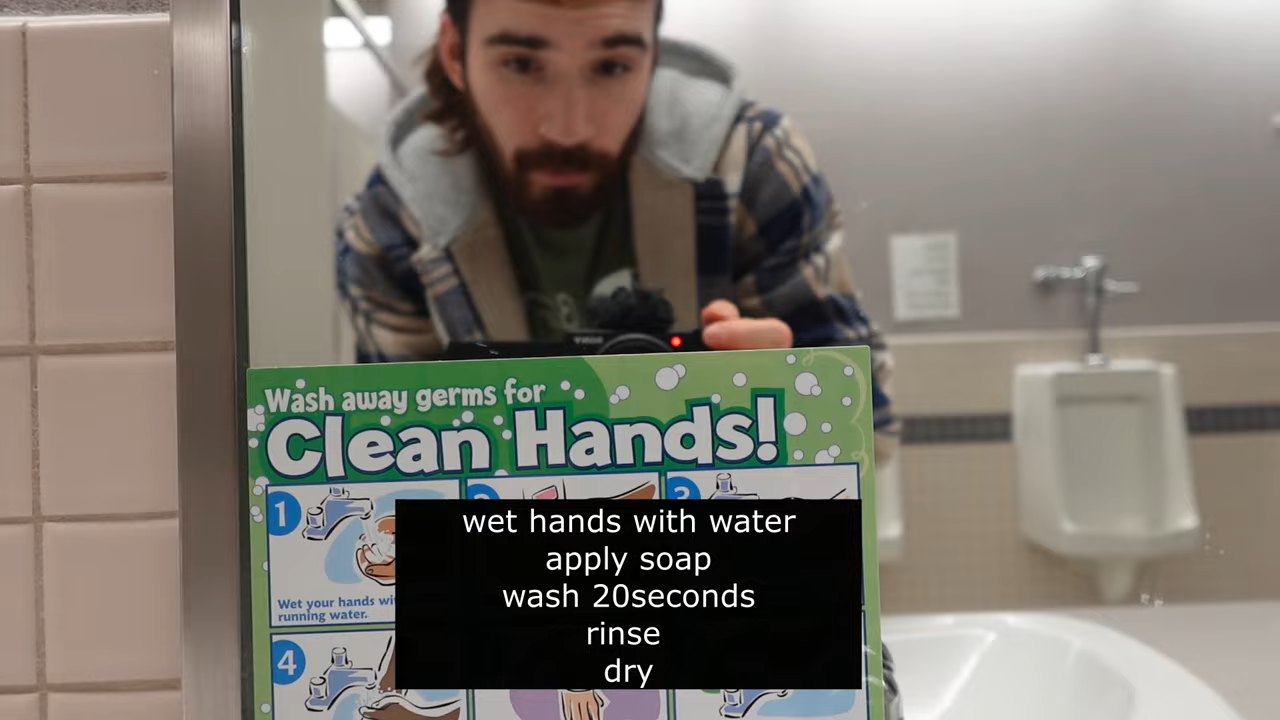 Wash away germs for
Clean Hands!
1
2
3
Wet your hands wi
running water.
4
wet hands with water
apply soap
wash 20seconds
rinse
dry